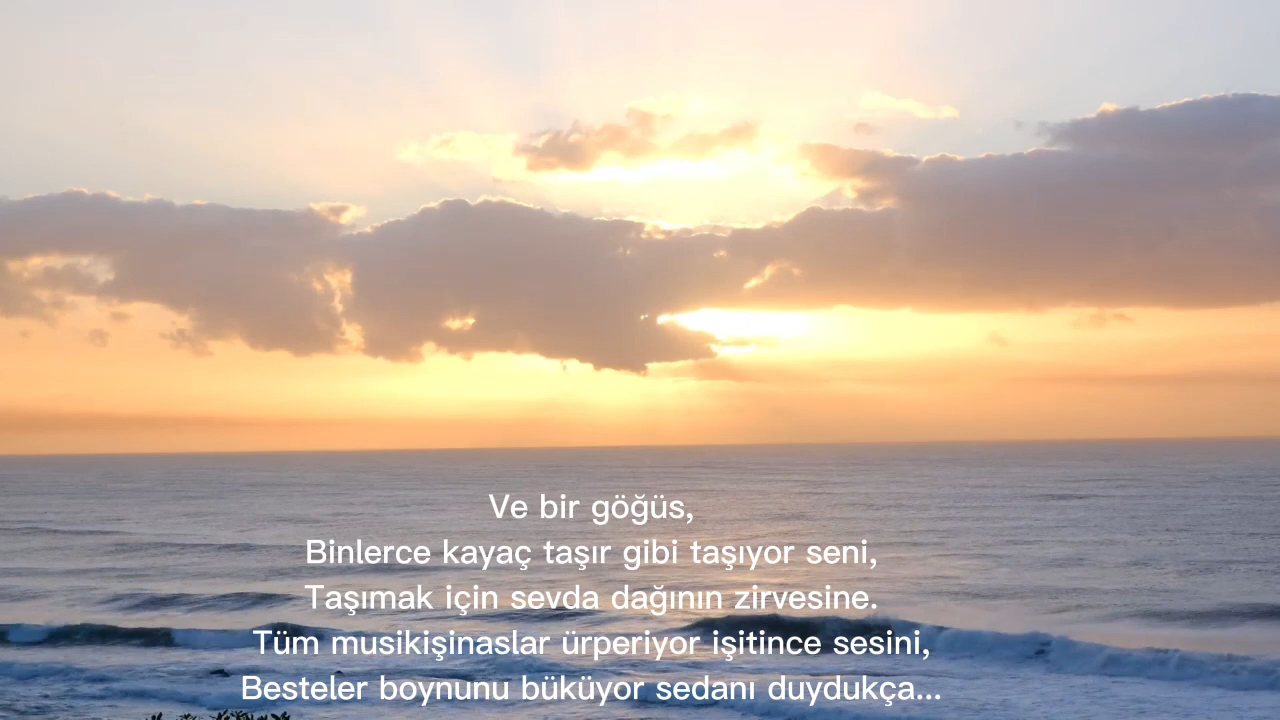 Ve bir göğüs,
Binlerce kayaç taşır gibi taşıyor seni,
Taşımak için sevda dağının zirvesine.
Tüm musikişinaslar ürperiyor işitince sesini,
Besteler boynunu büküyor sedanı duydukça...